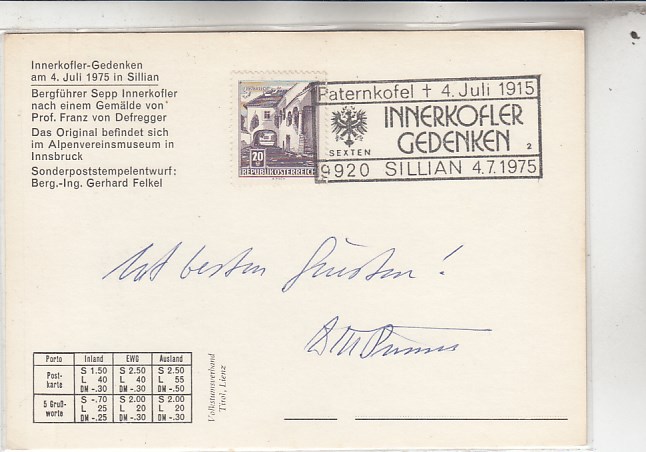 Innerkofler-Gedenken
am 4. Juli 1975 in Sillian
Bergführer Sepp Innerkofler
nach einem Gemälde von
Prof. Franz von Defregger
Das Original befindet sich
im Alpenvereinsmuseum in
Innsbruck
Sonderpoststempelentwurf:
Berg.-Ing. Gerhard Felkel
20
REPUBLIK ÖSTERREICH
Paternkofel † 4. Juli 1915
INNERKOFLER
GEDENKEN 2
SEXTEN
9920 SILLIAN 4.7.1975
Mit besten Grüßen!
Porto Inland EWG Ausland
Post-
karte
S 1.50 S 2.50 S 2.50
L 40 L 40 L 55
DM -.30 DM -.30 DM -.50
5 Gruß-
worte
S -.70 S 2.00 S 2.00
L 25 L 20 L 20
DM -.25 DM -.30 DM -.30
Tirol, Lienz